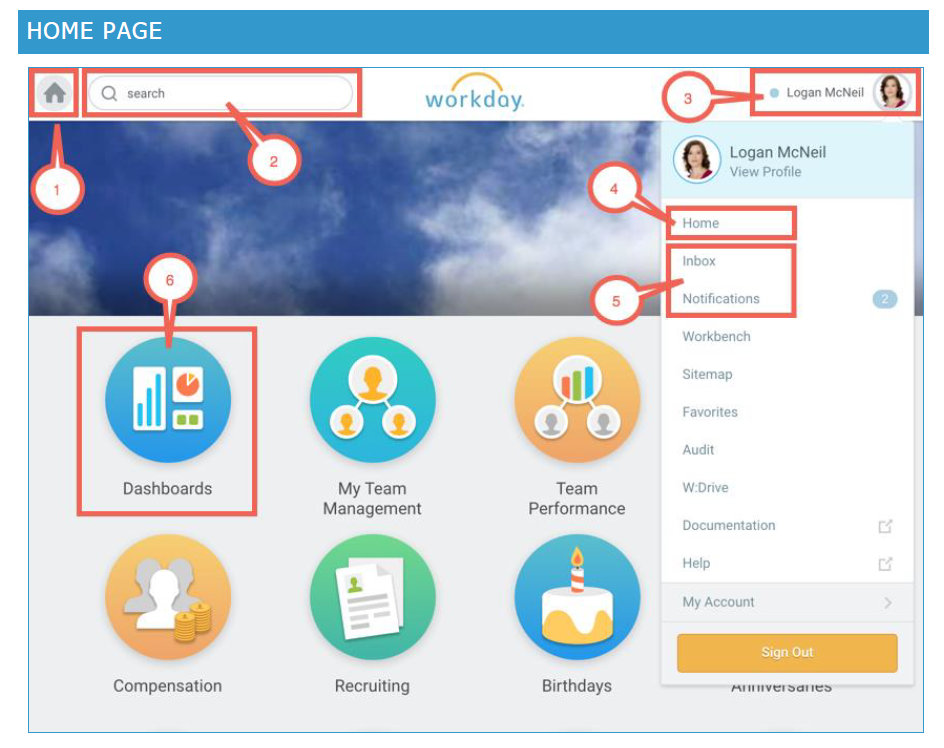 HOME PAGE
search
workday.
3
Logan McNeil
1
2
Logan McNeil
View Profile
4
Home
Inbox
5
Notifications
2
Workbench
Sitemap
Favorites
Audit
W:Drive
Documentation
Help
My Account
Sign Out
6
Dashboards
My Team
Management
Team
Performance
Compensation
Recruiting
Birthdays
Anniversaries